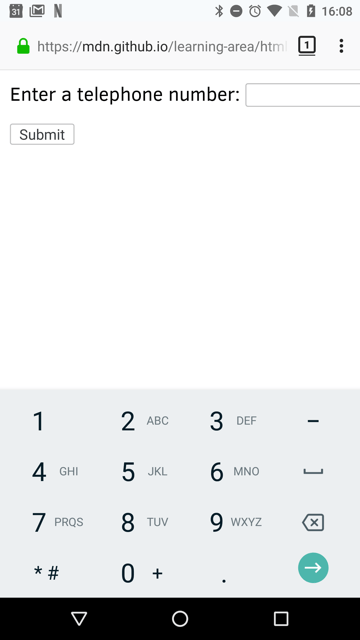 31 M N 16:08
https://mdn.github.io/learning-area/html 1
Enter a telephone number:
Submit
1 2 ABC 3 DEF -
4 GHI 5 JKL 6 MNO
7 PRQS 8 TUV 9 WXYZ
* # 0 + .